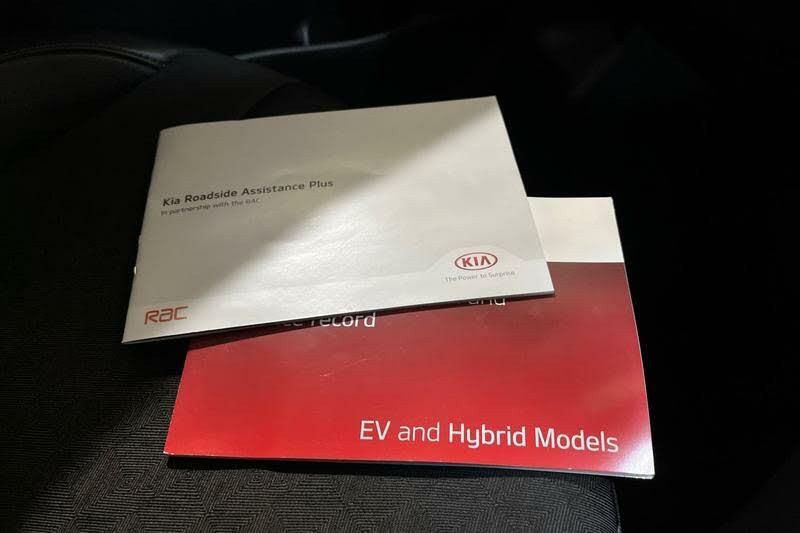 Kia Roadside Assistance Plus
In partnership with the RAC
KIA
The Power to Surprise
RAC
and
record
EV and Hybrid Models